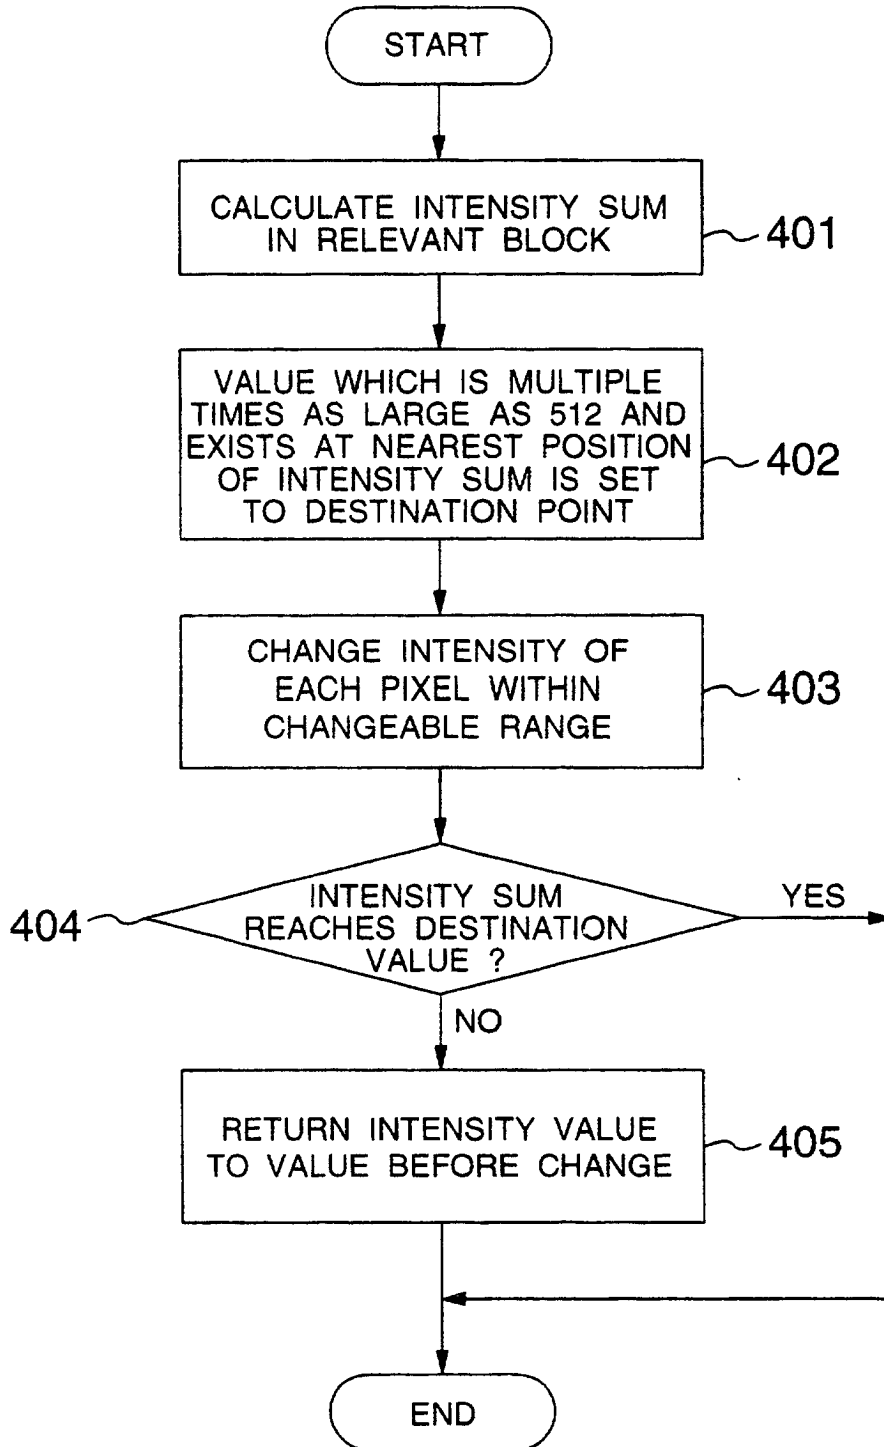 START
CALCULATE INTENSITY SUM
IN RELEVANT BLOCK
401
VALUE WHICH IS MULTIPLE
TIMES AS LARGE AS 512 AND
EXISTS AT NEAREST POSITION
OF INTENSITY SUM IS SET
TO DESTINATION POINT
402
CHANGE INTENSITY OF
EACH PIXEL WITHIN
CHANGEABLE RANGE
403
404
INTENSITY SUM
REACHES DESTINATION
VALUE ?
YES
NO
RETURN INTENSITY VALUE
TO VALUE BEFORE CHANGE
405
END